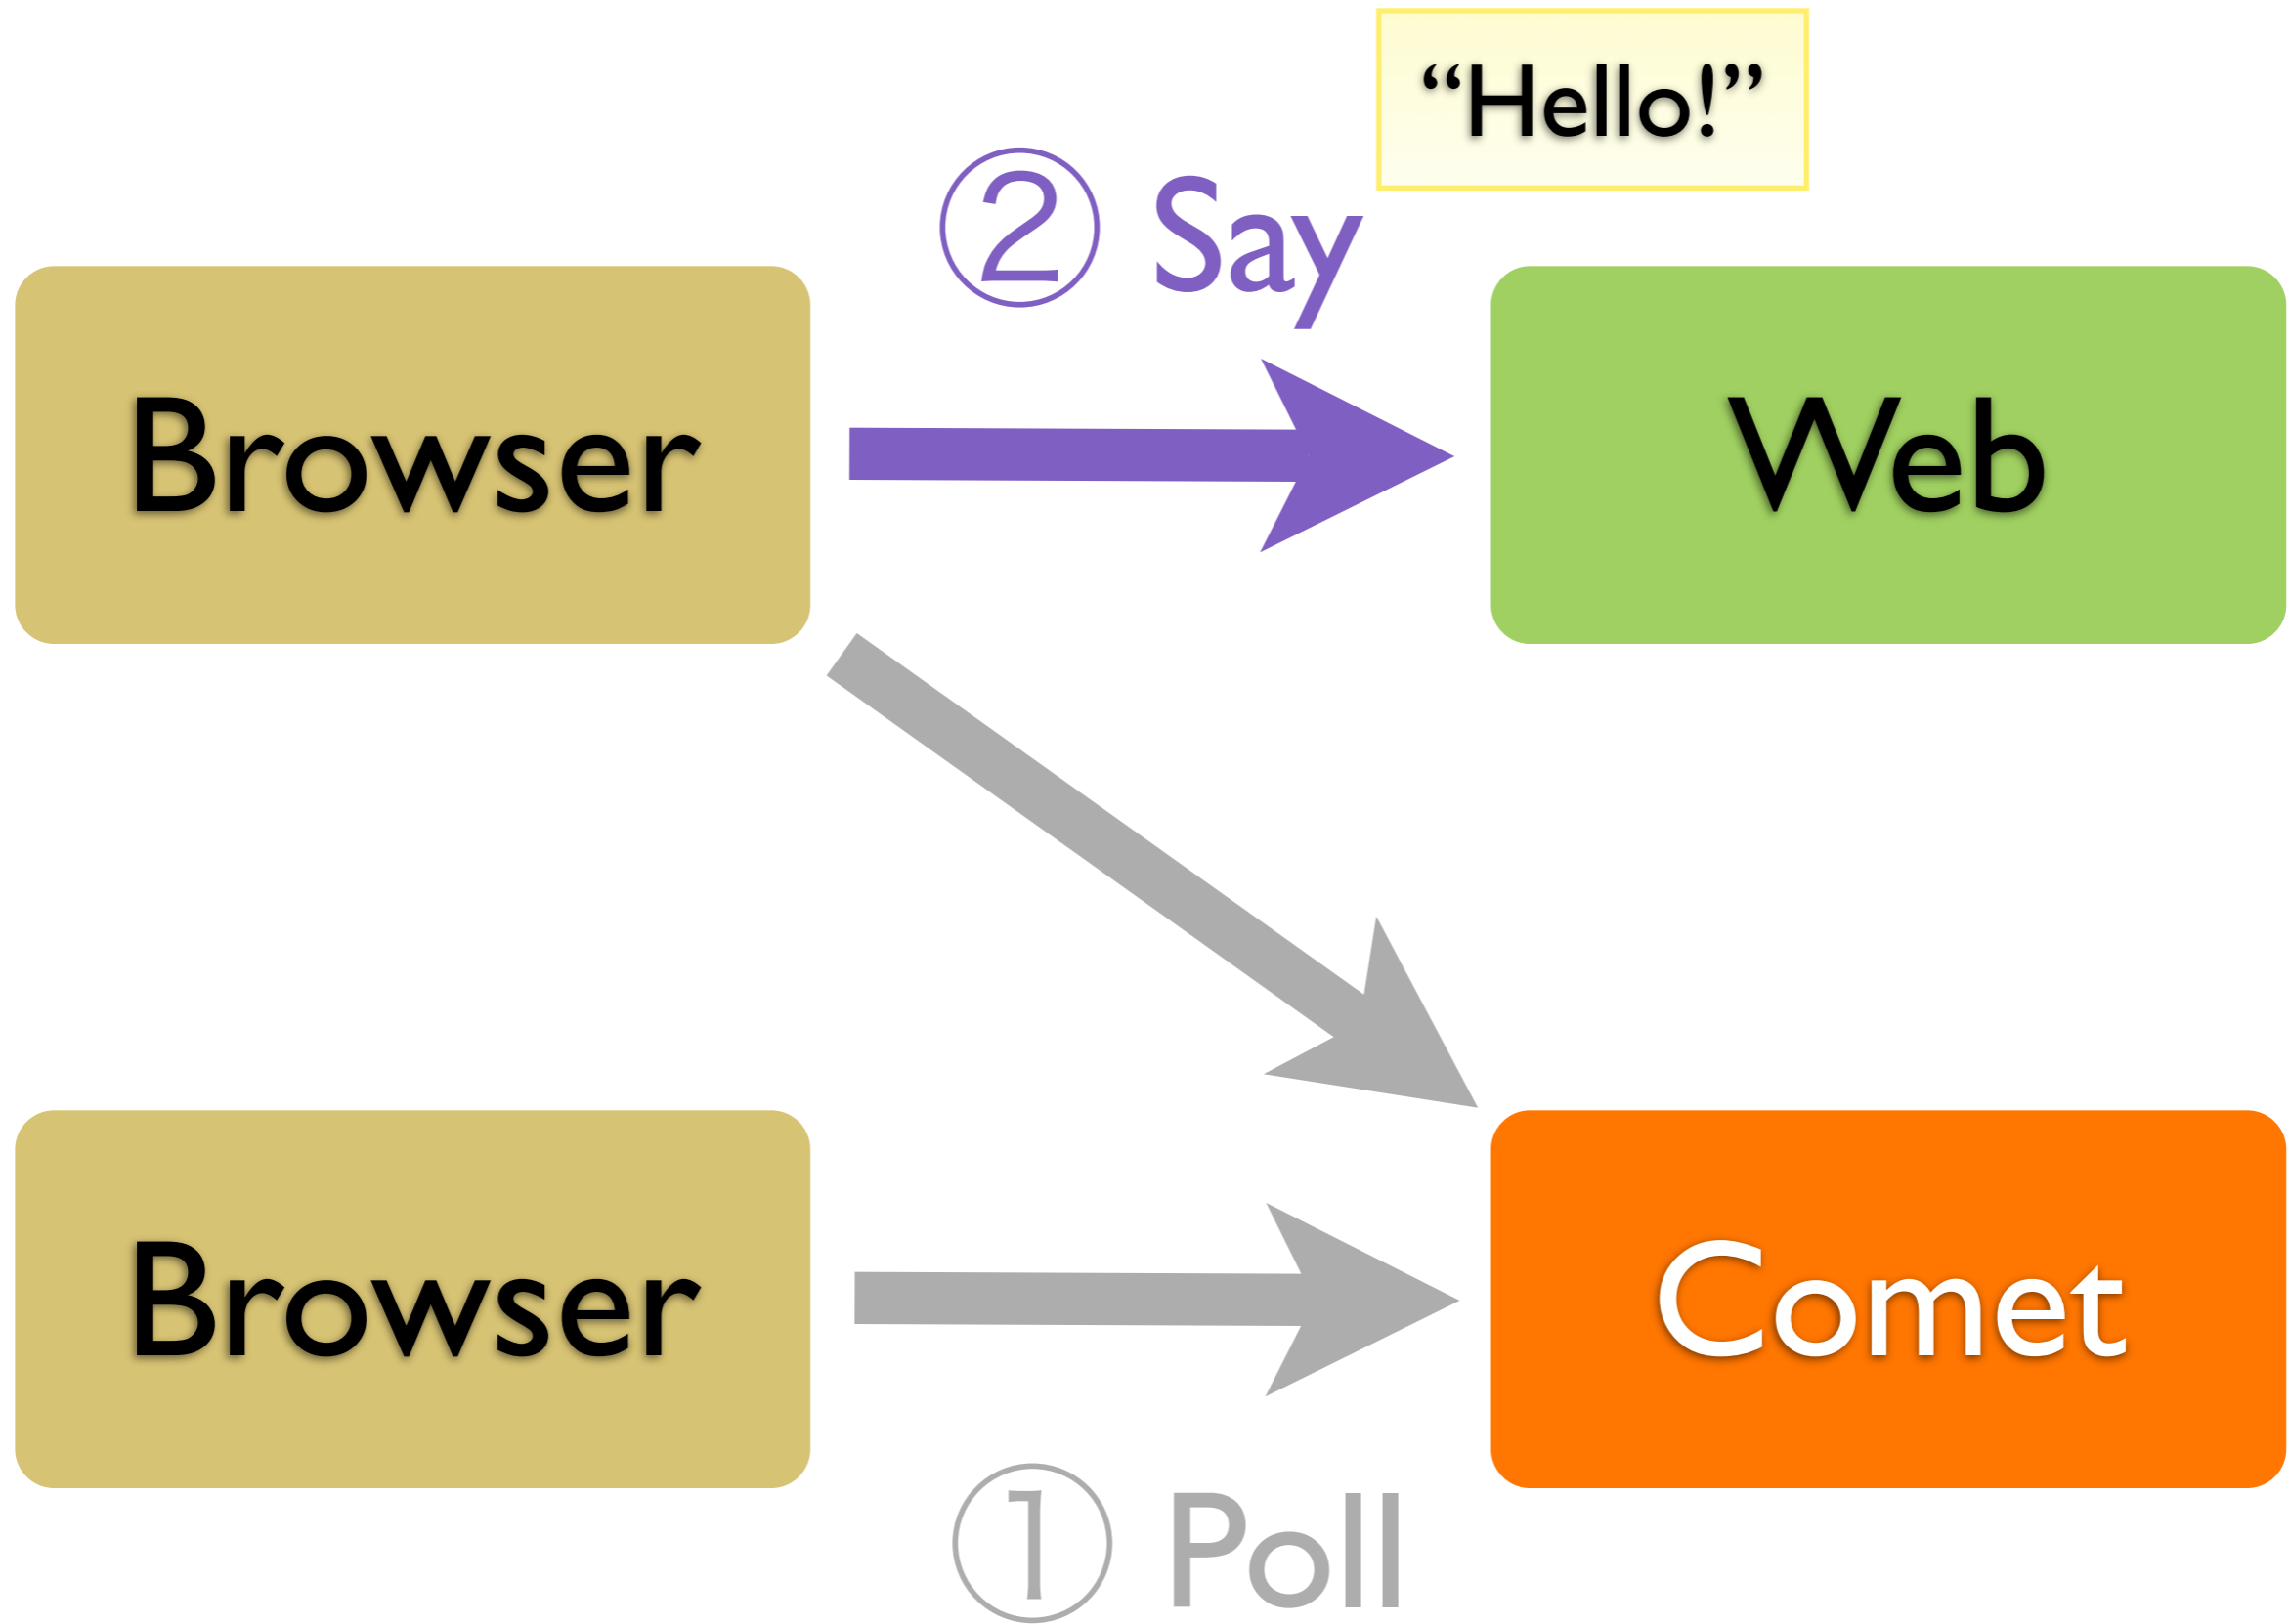 “Hello!”
② Say
Browser
Web
Browser
Comet
① Poll